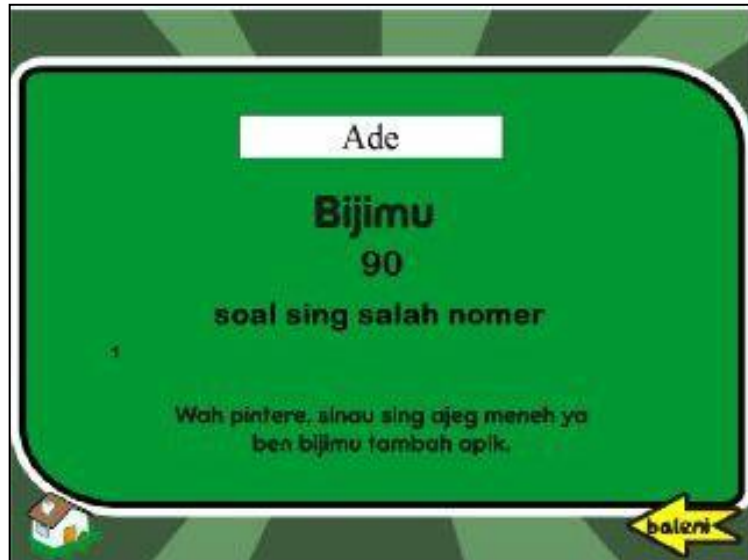 Ade
Bijimu
90
soal sing salah nomer
1
Wah pintere, sinau sing ajeg meneh ya
ben bijimu tambah apik.
baleni